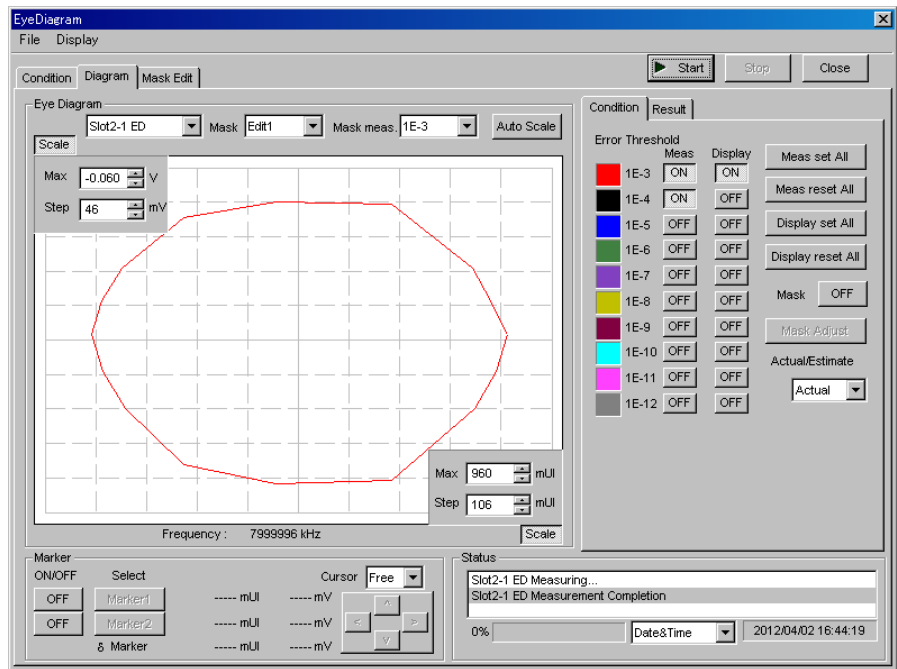 EyeDiagram
File Display
Start Stop Close
Condition Diagram Mask Edit
Eye Diagram
Slot2-1 ED Mask Edit1 Mask meas. 1E-3 Auto Scale
Scale
Max -0.060 V
Step 46 mV
Max 960 mUI
Step 106 mUI
Frequency : 7999996 kHz Scale
Condition Result
Error Threshold
Meas Display
1E-3 ON ON
1E-4 ON OFF
1E-5 OFF OFF
1E-6 OFF OFF
1E-7 OFF OFF
1E-8 OFF OFF
1E-9 OFF OFF
1E-10 OFF OFF
1E-11 OFF OFF
1E-12 OFF OFF
Meas set All
Meas reset All
Display set All
Display reset All
Mask OFF
Mask Adjust
Actual/Estimate
Actual
Marker
ON/OFF Select Cursor Free
OFF Marker1 ----- mUI ----- mV
OFF Marker2 ----- mUI ----- mV
δ Marker ----- mUI ----- mV
^
< >
V
Status
Slot2-1 ED Measuring...
Slot2-1 ED Measurement Completion
0% Date&Time 2012/04/02 16:44:19